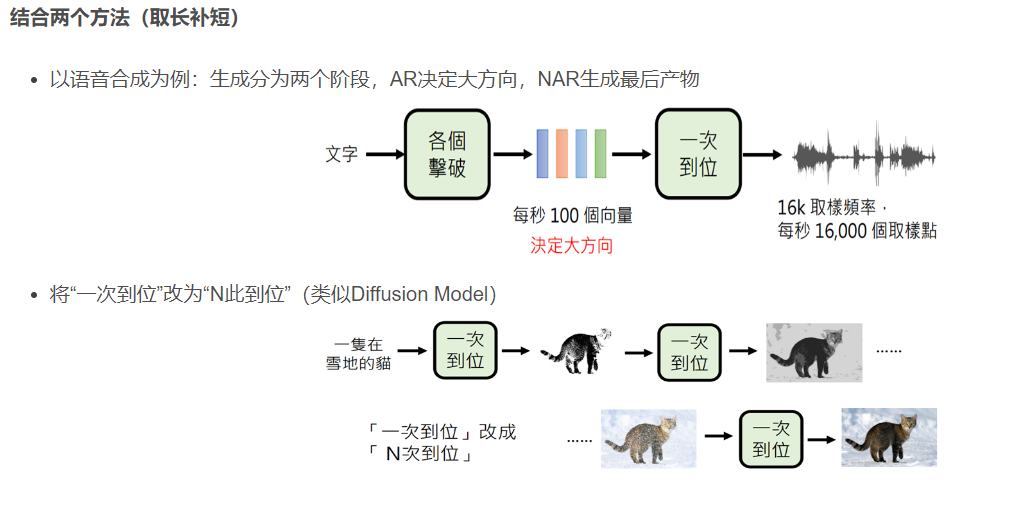 结合两个方法（取长补短）
以语音合成为例：生成分为两个阶段，AR决定大方向，NAR生成最后产物
文字
各個
擊破
一次
到位
每秒 100 個向量
決定大方向
16k 取樣頻率，
每秒 16,000 個取樣點
将“一次到位”改为“N此到位”（类似Diffusion Model）
一隻在
雪地的貓
一次
到位
一次
到位
……
「一次到位」改成
「 N次到位」
……
一次
到位